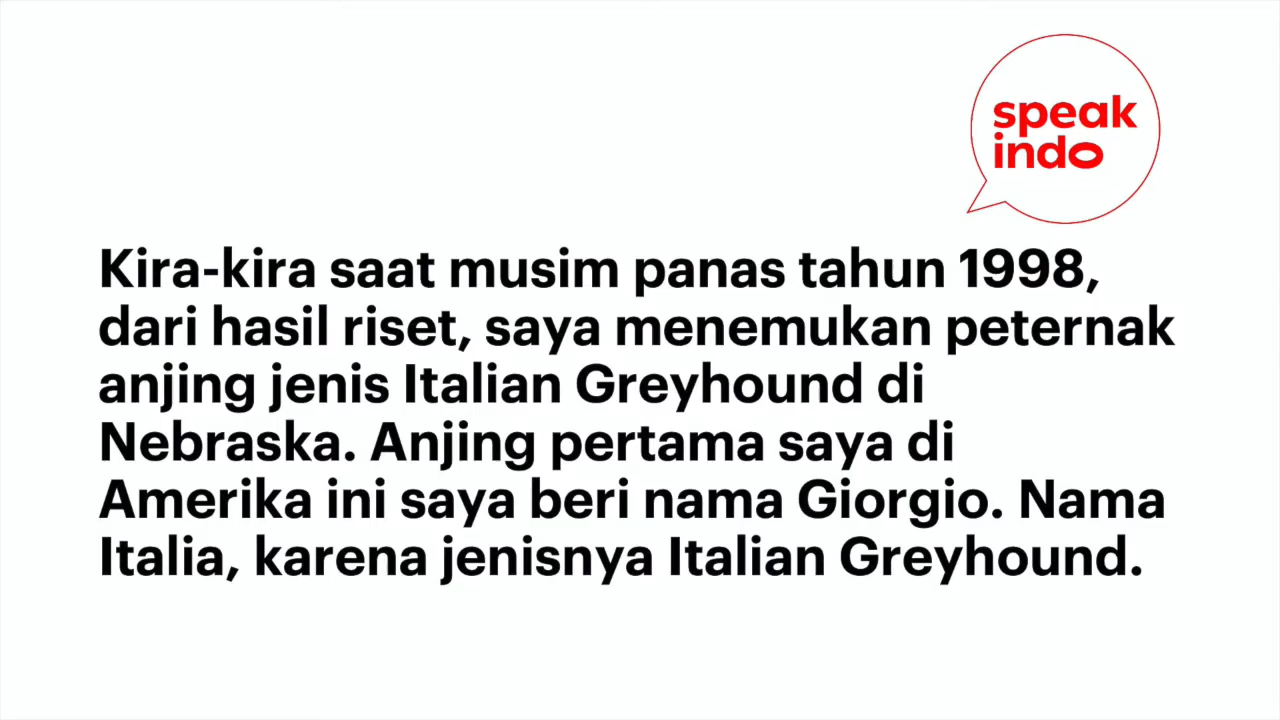 speak
indo
Kira-kira saat musim panas tahun 1998,
dari hasil riset, saya menemukan peternak
anjing jenis Italian Greyhound di
Nebraska. Anjing pertama saya di
Amerika ini saya beri nama Giorgio. Nama
Italia, karena jenisnya Italian Greyhound.